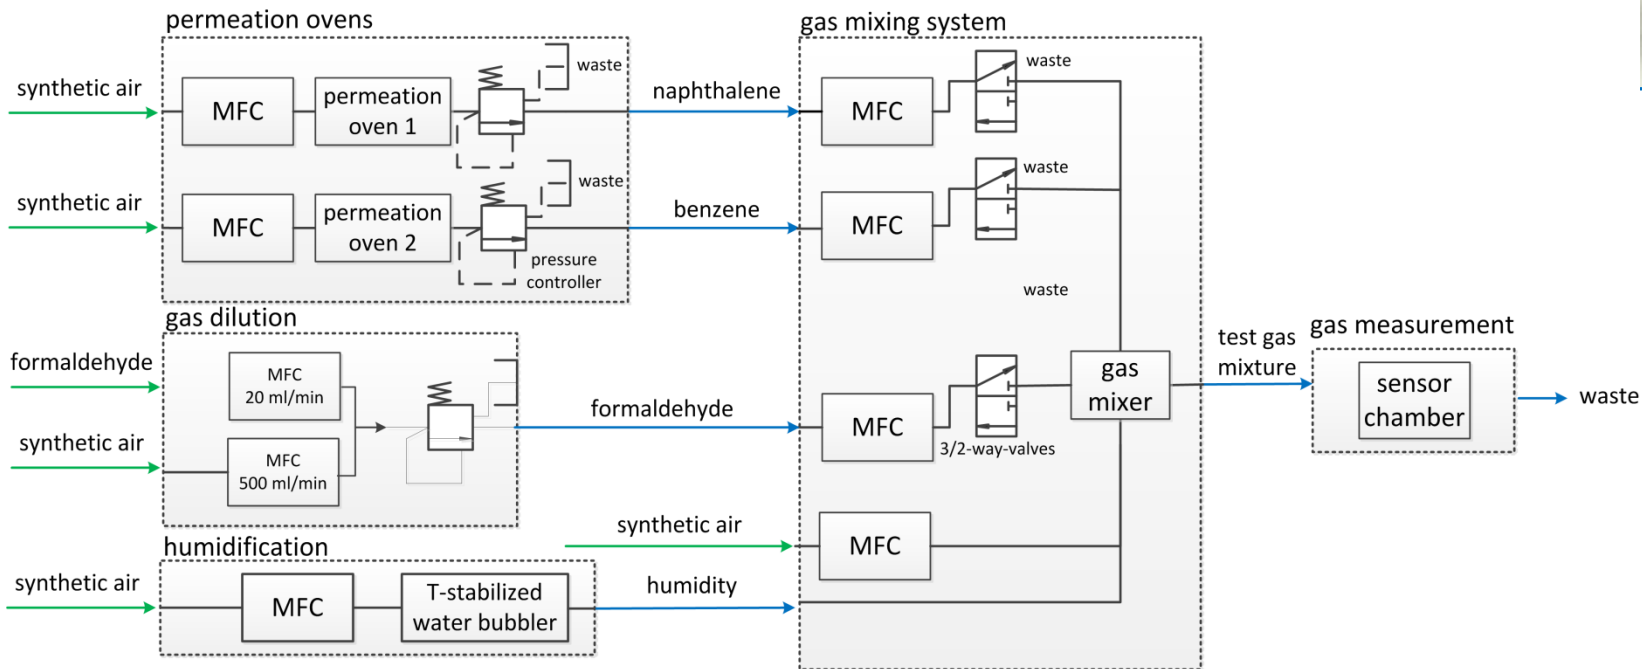 permeation ovens
synthetic air
MFC
permeation
oven 1
waste
naphthalene
synthetic air
MFC
permeation
oven 2
waste
benzene
pressure
controller
gas dilution
formaldehyde
MFC
20 ml/min
synthetic air
MFC
500 ml/min
formaldehyde
humidification
synthetic air
MFC
T-stabilized
water bubbler
humidity
synthetic air
gas mixing system
MFC
waste
MFC
waste
waste
MFC
3/2-way-valves
gas
mixer
MFC
test gas
mixture
gas measurement
sensor
chamber
waste